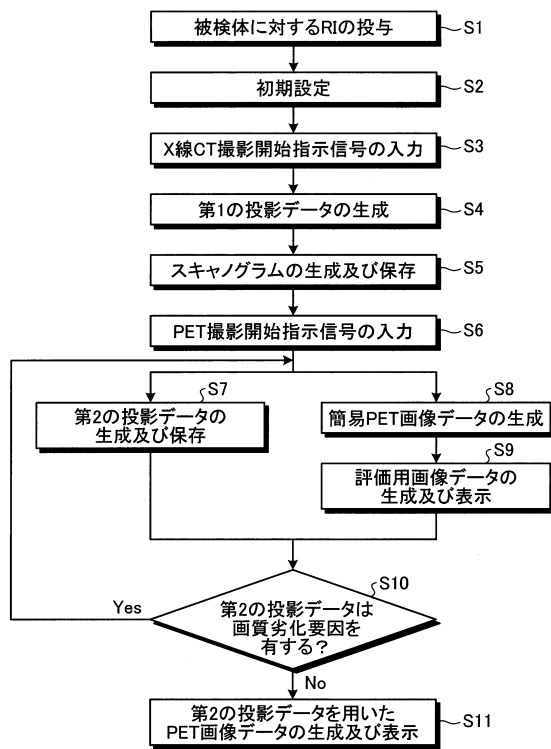 被検体に対するRIの投与
S1
初期設定
S2
X線CT撮影開始指示信号の入力
S3
第1の投影データの生成
S4
スキャノグラムの生成及び保存
S5
PET撮影開始指示信号の入力
S6
S7
第2の投影データの
生成及び保存
S8
簡易PET画像データの生成
S9
評価用画像データの
生成及び表示
S10
第2の投影データは
画質劣化要因を
有する？
Yes
No
第2の投影データを用いた
PET画像データの生成及び表示
S11